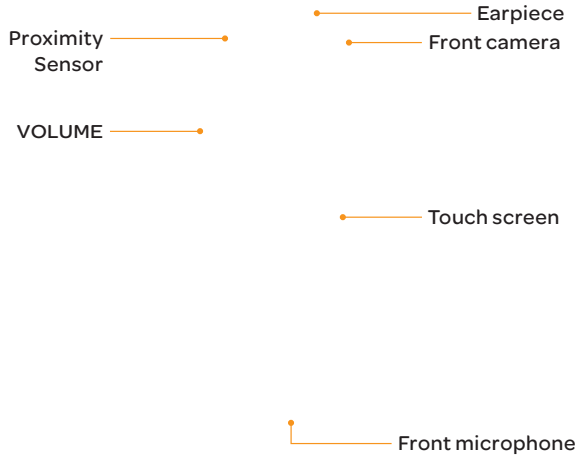 Earpiece
Proximity
Sensor
Front camera
VOLUME
Touch screen
Front microphone